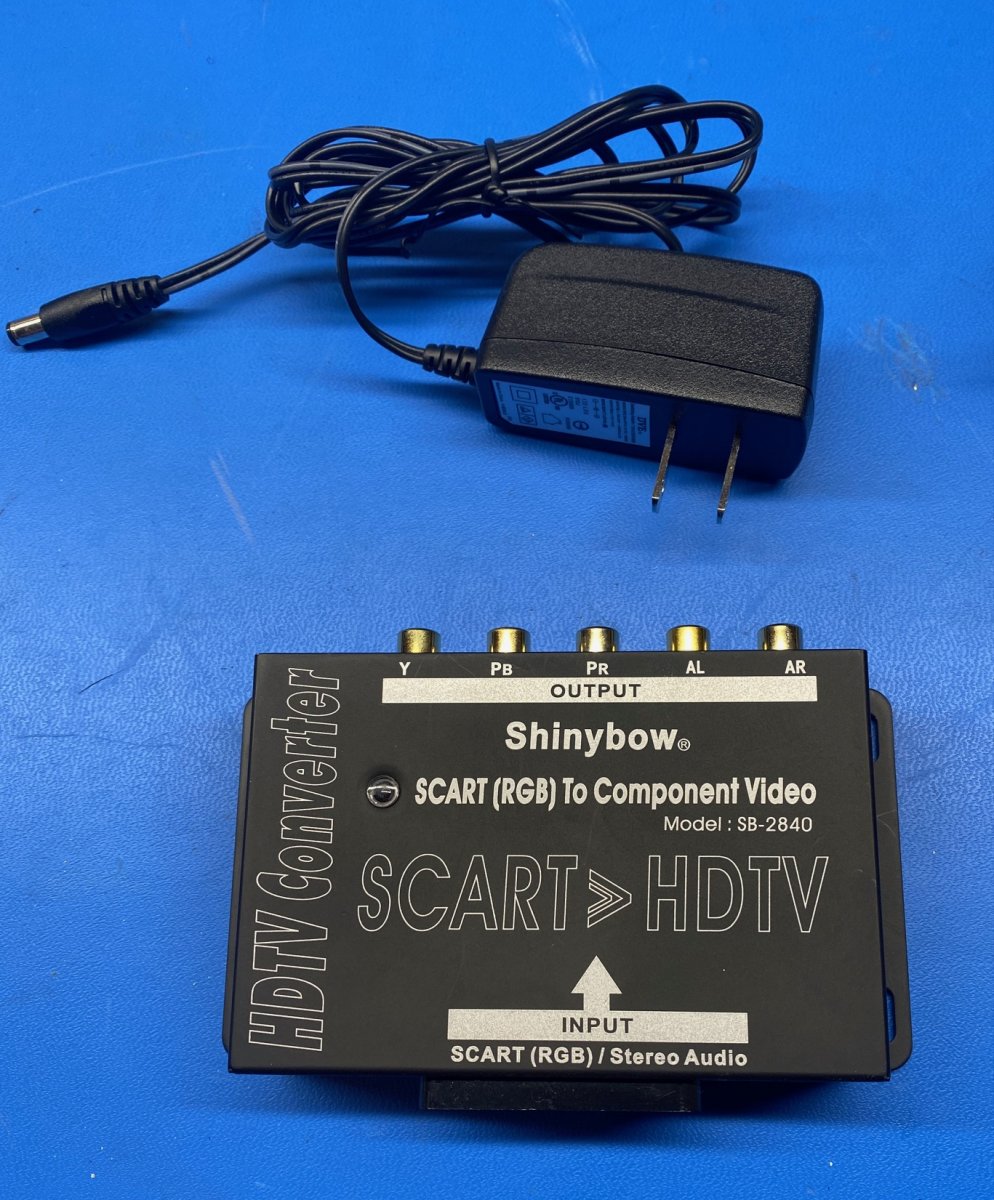 DVE
Y PB PR AL AR
OUTPUT
Shinybow®
SCART (RGB) To Component Video
Model : SB-2840
SCART HDTV
INPUT
SCART (RGB) / Stereo Audio
HDTV Converter